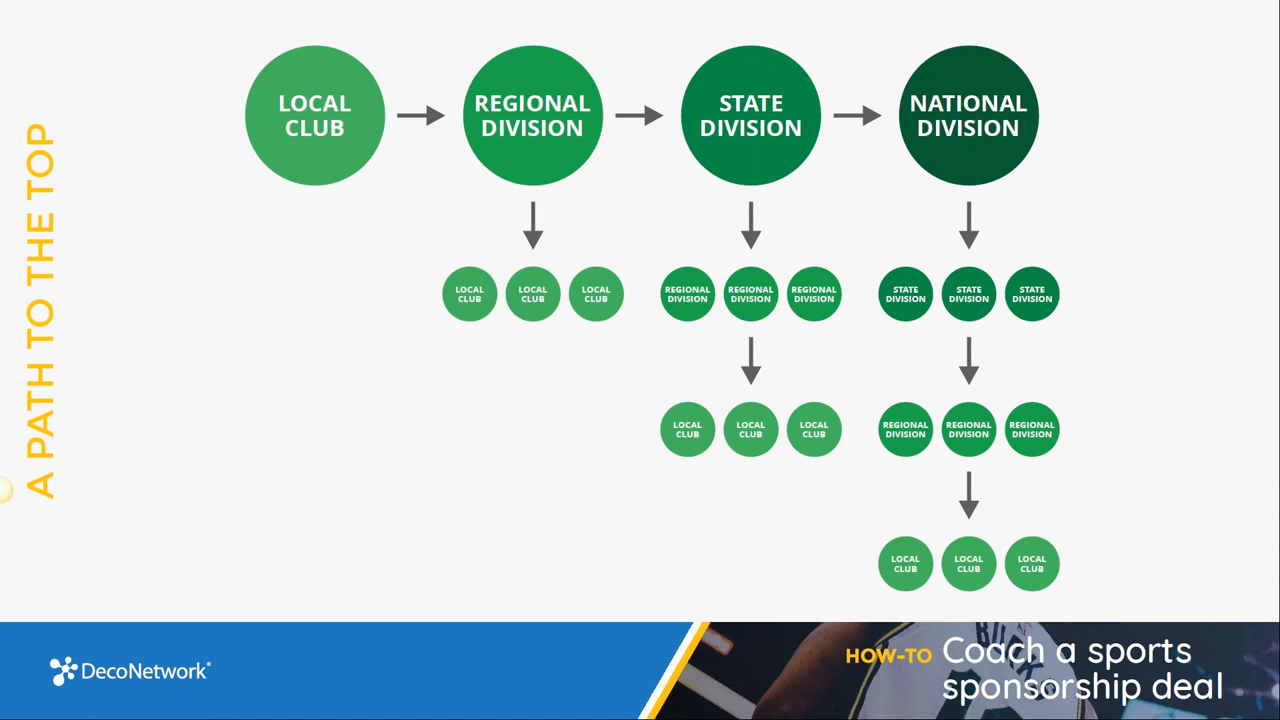 A PATH TO THE TOP
LOCAL
CLUB
REGIONAL
DIVISION
STATE
DIVISION
NATIONAL
DIVISION
LOCAL
CLUB
LOCAL
CLUB
LOCAL
CLUB
REGIONAL
DIVISION
REGIONAL
DIVISION
REGIONAL
DIVISION
STATE
DIVISION
STATE
DIVISION
STATE
DIVISION
LOCAL
CLUB
LOCAL
CLUB
LOCAL
CLUB
REGIONAL
DIVISION
REGIONAL
DIVISION
REGIONAL
DIVISION
LOCAL
CLUB
LOCAL
CLUB
LOCAL
CLUB
DecoNetwork®
HOW-TO Coach a sports
sponsorship deal